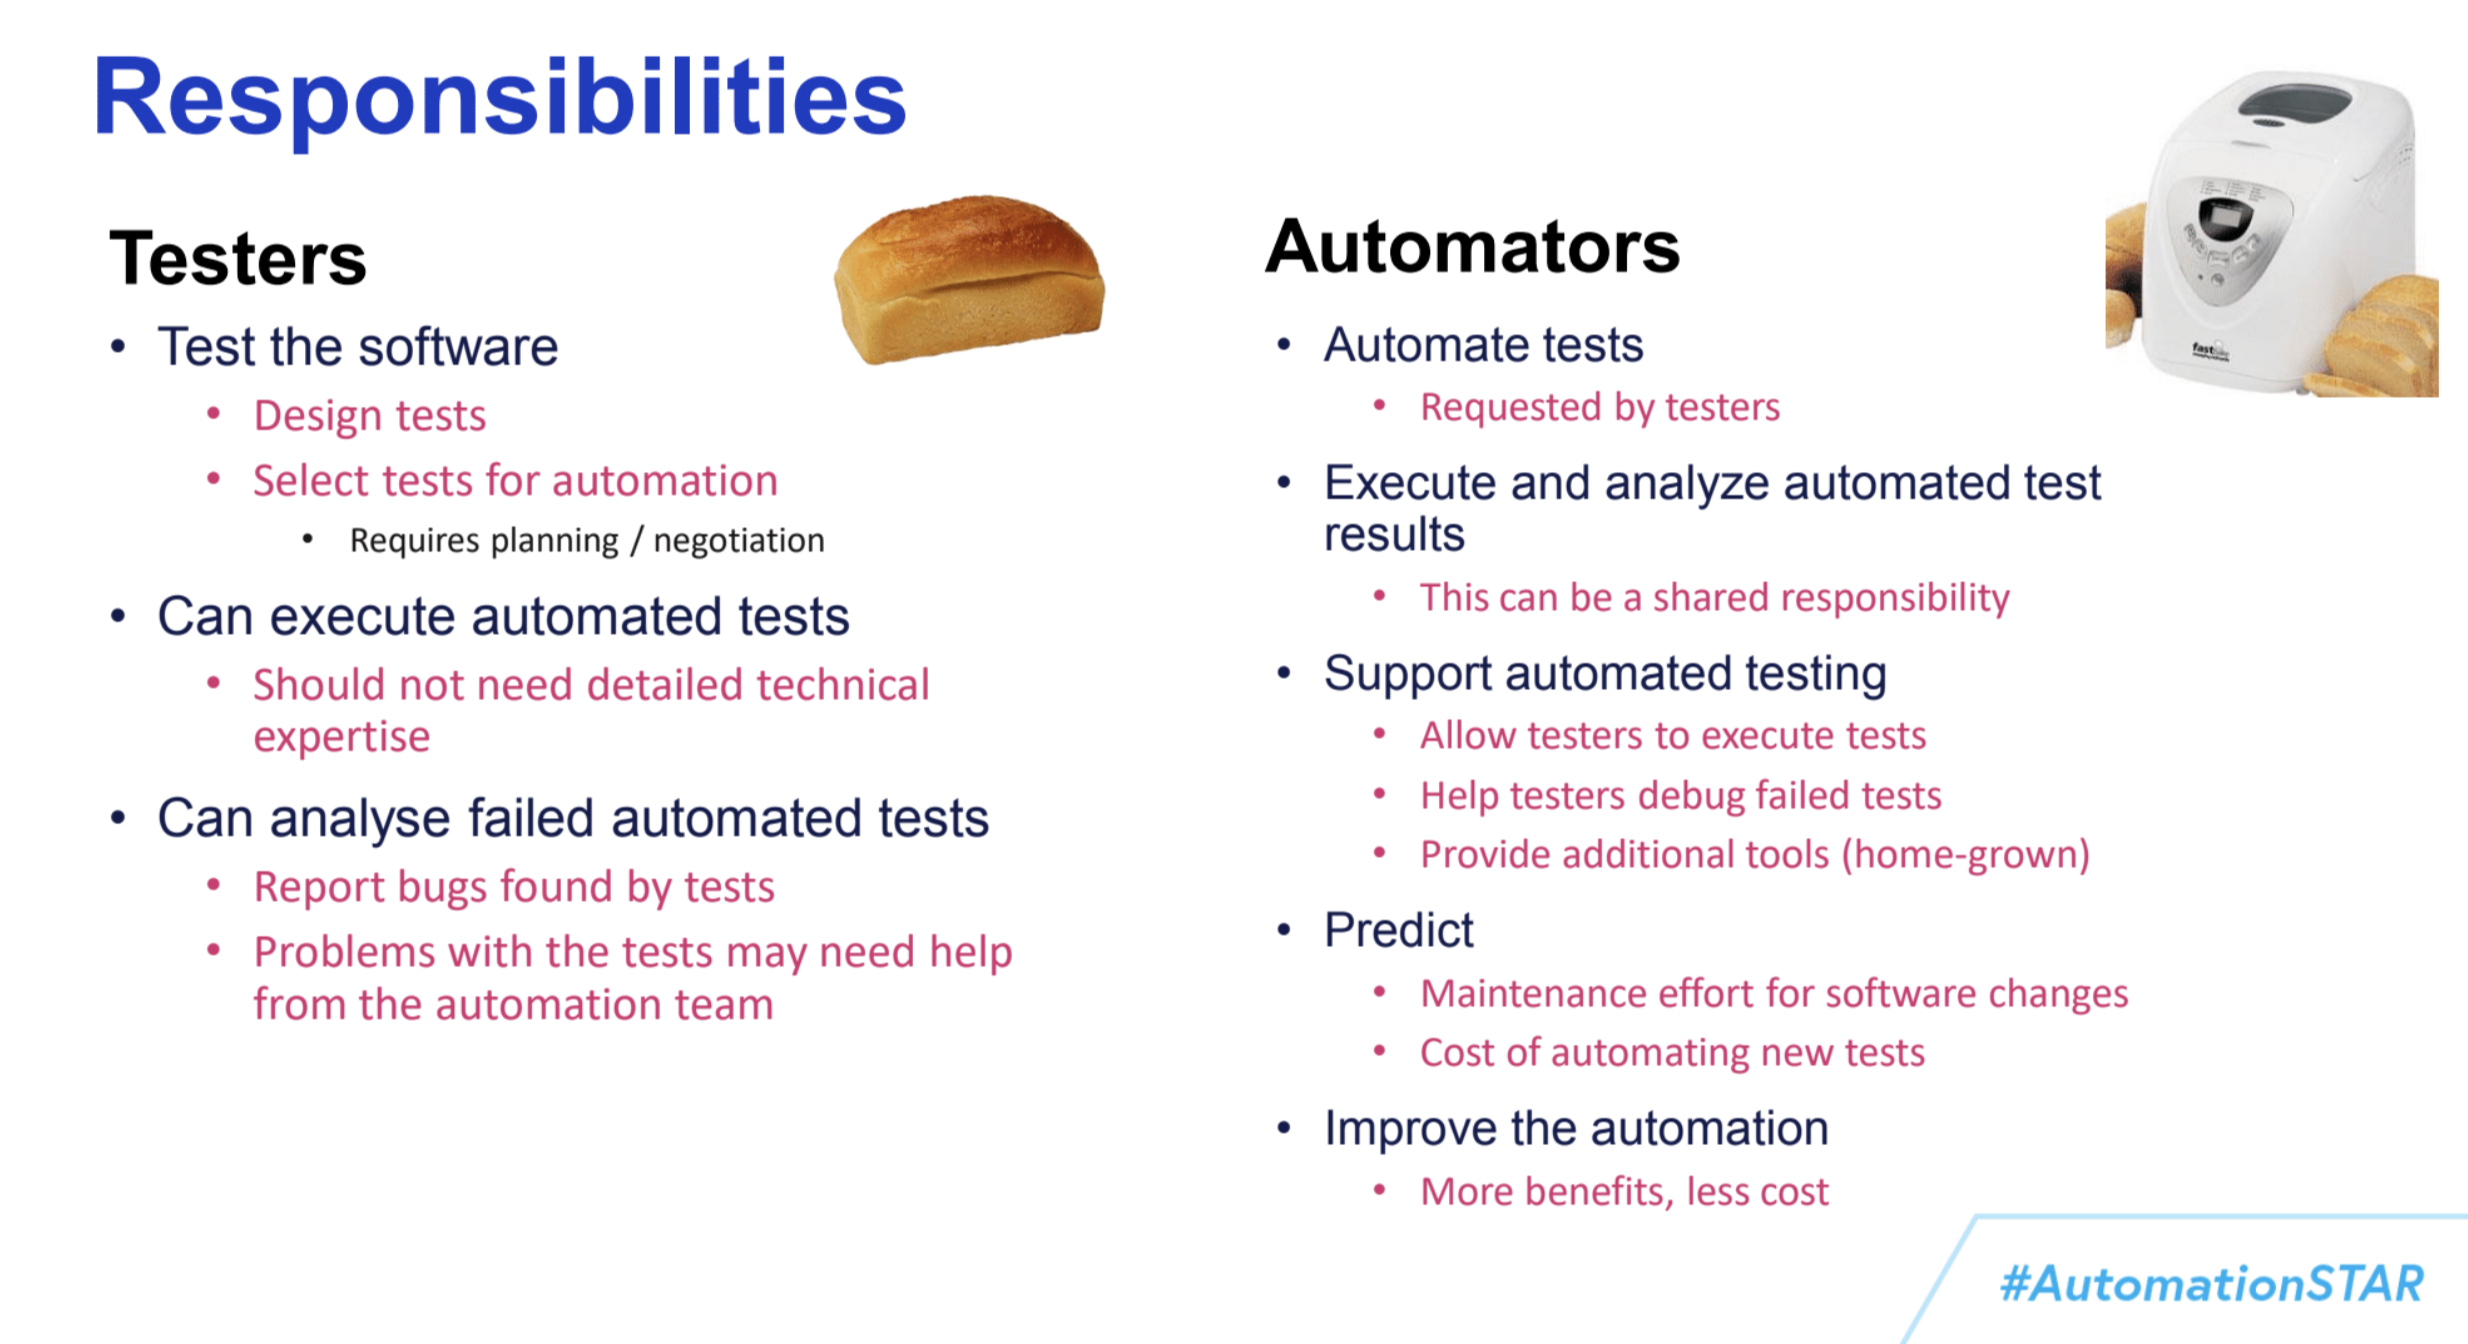 Responsibilities
Testers
• Test the software
• Design tests
• Select tests for automation
• Requires planning / negotiation
• Can execute automated tests
• Should not need detailed technical
expertise
• Can analyse failed automated tests
• Report bugs found by tests
• Problems with the tests may need help
from the automation team
Automators
• Automate tests
• Requested by testers
• Execute and analyze automated test
results
• This can be a shared responsibility
• Support automated testing
• Allow testers to execute tests
• Help testers debug failed tests
• Provide additional tools (home-grown)
• Predict
• Maintenance effort for software changes
• Cost of automating new tests
• Improve the automation
• More benefits, less cost
#AutomationSTAR